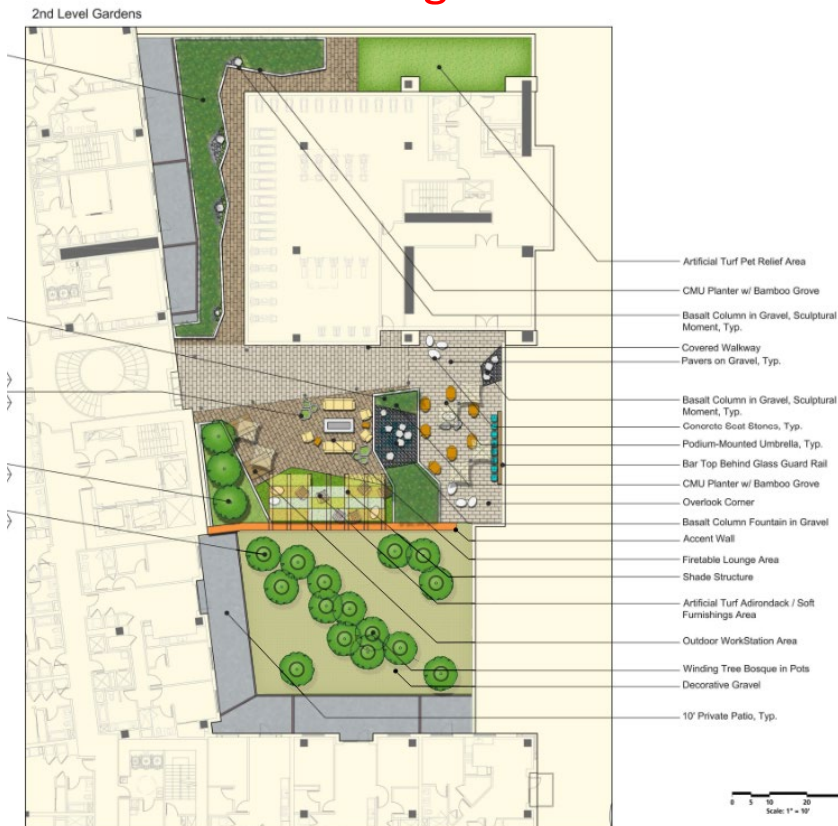 2nd Level Gardens
Artificial Turf Pet Relief Area
CMU Planter w/ Bamboo Grove
Basalt Column in Gravel, Sculptural
Moment, Typ.
Covered Walkway
Pavers on Gravel, Typ.
Basalt Column in Gravel, Sculptural
Moment, Typ.
Concrete Seat Stones, Typ.
Podium-Mounted Umbrella, Typ.
Bar Top Behind Glass Guard Rail
CMU Planter w/ Bamboo Grove
Overlook Corner
Basalt Column Fountain in Gravel
Accent Wall
Firetable Lounge Area
Shade Structure
Artificial Turf Adirondack / Soft
Furnishings Area
Outdoor WorkStation Area
Winding Tree Bosque in Pots
Decorative Gravel
10' Private Patio, Typ.
0 5 10 20
Scale: 1" = 10'